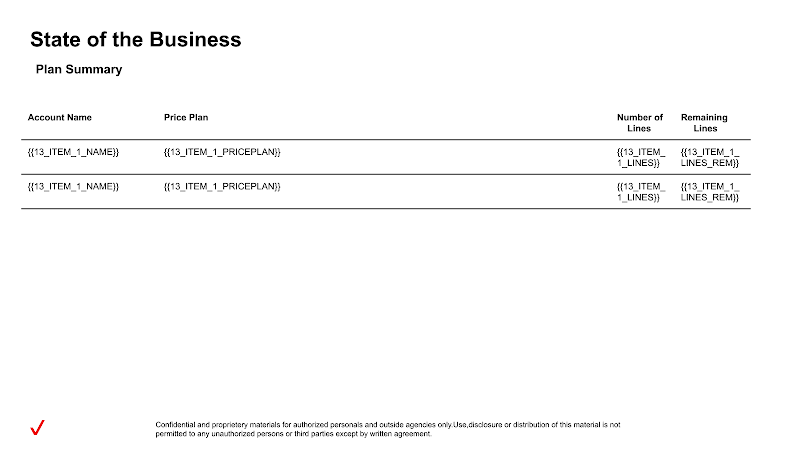 State of the Business
Plan Summary
Account Name Price Plan Number of Lines Remaining Lines
{{13_ITEM_1_NAME}} {{13_ITEM_1_PRICEPLAN}} {{13_ITEM_1_LINES}} {{13_ITEM_1_LINES_REM}}
{{13_ITEM_1_NAME}} {{13_ITEM_1_PRICEPLAN}} {{13_ITEM_1_LINES}} {{13_ITEM_1_LINES_REM}}
Confidential and proprietery materials for authorized personals and outside agencies only.Use,disclosure or distribution of this material is not
permitted to any unauthorized persons or third parties except by written agreement.